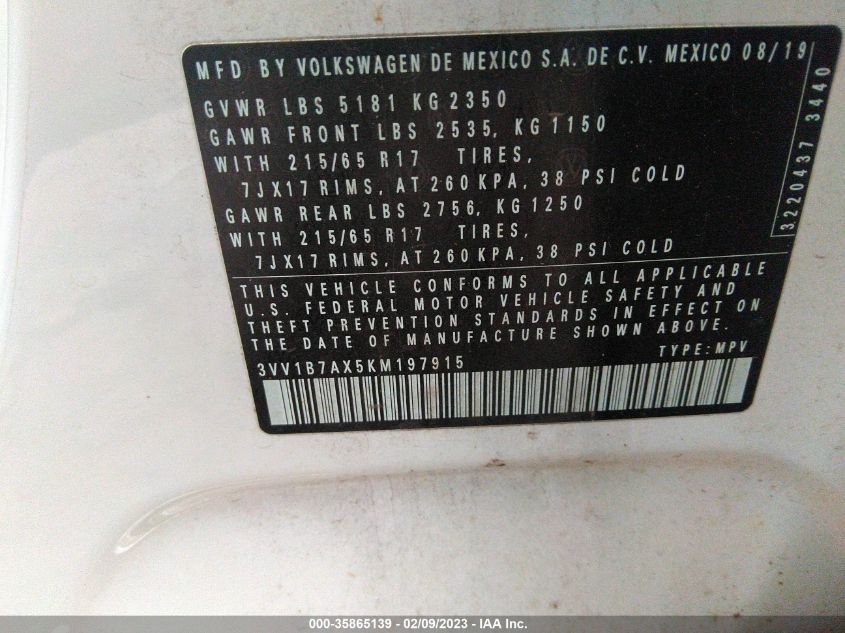 MFD BY VOLKSWAGEN DE MEXICO S.A. DE C.V. MEXICO 08/19
GVWR LBS 5181 KG 2350
GAWR FRONT LBS 2535, KG 1150
WITH 215/65 R17 TIRES,
7JX17 RIMS, AT 260 KPA, 38 PSI COLD
GAWR REAR LBS 2756, KG 1250
WITH 215/65 R17 TIRES,
7JX17 RIMS, AT 260 KPA, 38 PSI COLD
THIS VEHICLE CONFORMS TO ALL APPLICABLE
U.S. FEDERAL MOTOR VEHICLE SAFETY AND
THEFT PREVENTION STANDARDS IN EFFECT ON
THE DATE OF MANUFACTURE SHOWN ABOVE.
3VV1B7AX5KM197915 TYPE: MPV
3220437 3440
000-35865139 - 02/09/2023 - IAA Inc.